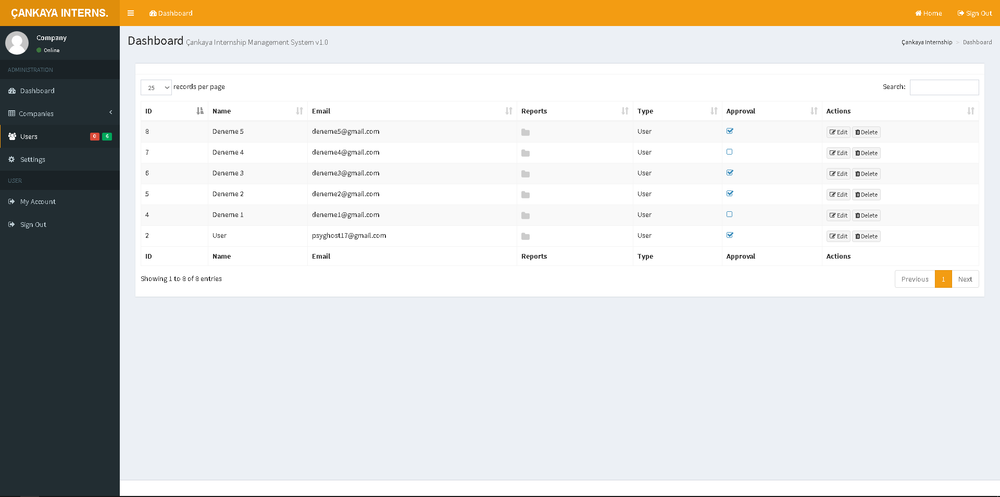 ÇANKAYA INTERNS.
Dashboard
Home
Sign Out
Company
Online
ADMINISTRATION
Dashboard
Companies
Users 0 6
Settings
USER
My Account
Sign Out
Dashboard Çankaya Internship Management System v1.0
Çankaya Internship > Dashboard
25 records per page
Search:
ID Name Email Reports Type Approval Actions
8 Deneme 5 deneme5@gmail.com User Edit Delete
7 Deneme 4 deneme4@gmail.com User Edit Delete
6 Deneme 3 deneme3@gmail.com User Edit Delete
5 Deneme 2 deneme2@gmail.com User Edit Delete
4 Deneme 1 deneme1@gmail.com User Edit Delete
2 User psyghost17@gmail.com User Edit Delete
ID Name Email Reports Type Approval Actions
Showing 1 to 8 of 8 entries
Previous 1 Next